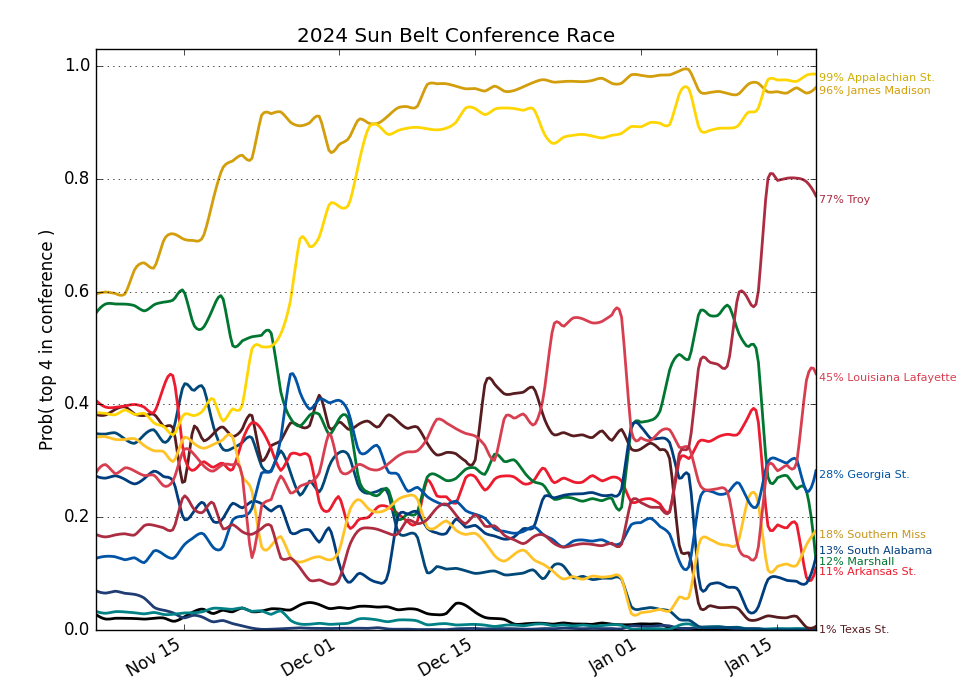 2024 Sun Belt Conference Race
Prob( top 4 in conference )
1.0
0.8
0.6
0.4
0.2
0.0
Nov 15
Dec 01
Dec 15
Jan 01
Jan 15
99% Appalachian St.
96% James Madison
77% Troy
45% Louisiana Lafayette
28% Georgia St.
18% Southern Miss
13% South Alabama
12% Marshall
11% Arkansas St.
1% Texas St.